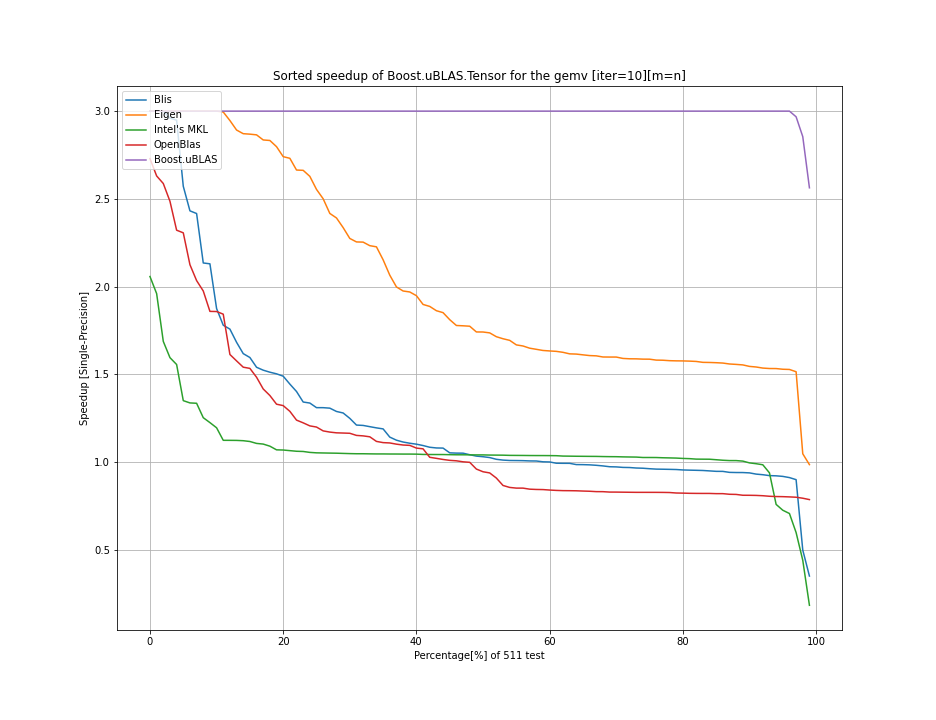 Sorted speedup of Boost.uBLAS.Tensor for the gemv [iter=10][m=n]
Blis
Eigen
Intel's MKL
OpenBlas
Boost.uBLAS
3.0
2.5
2.0
1.5
1.0
0.5
Speedup [Single-Precision]
0 20 40 60 80 100
Percentage[%] of 511 test